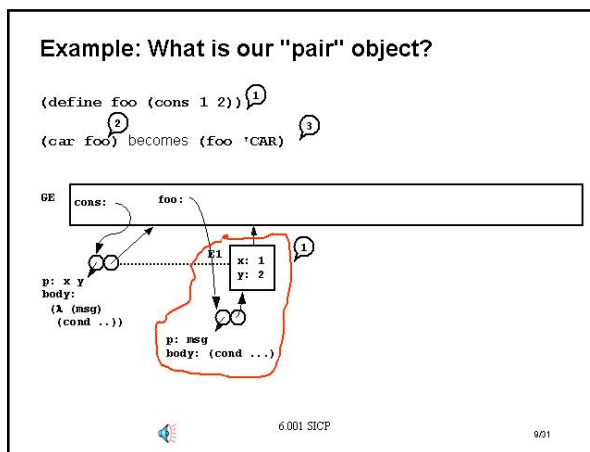 Example: What is our "pair" object?
(define foo (cons 1 2)) 1
2
(car foo) becomes (foo 'CAR) 3
GE cons: foo:
E1 x: 1 1
y: 2
p: x y
body:
(λ (msg)
(cond ..))
p: msg
body: (cond ...)
6.001 SICP
9/31